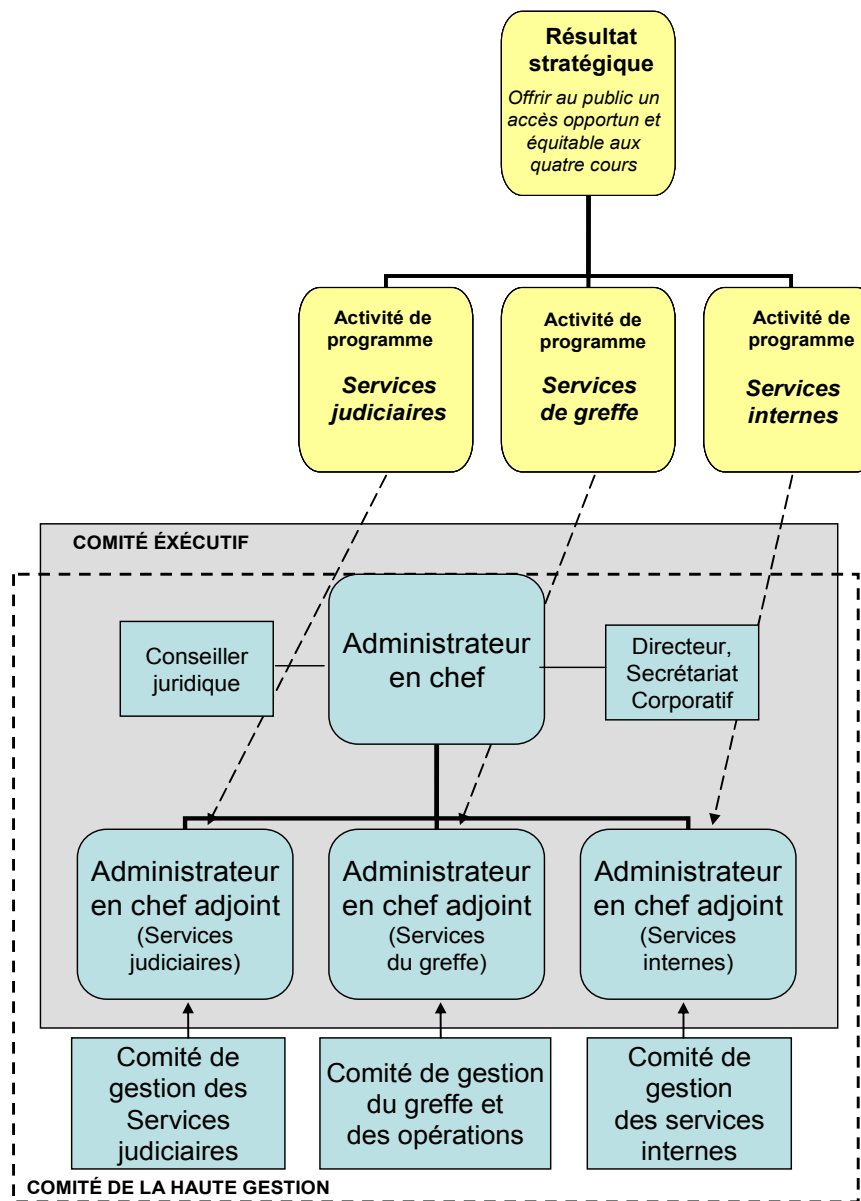 Résultat
stratégique
Offrir au public un
accès opportun et
équitable aux
quatre cours
Activité de
programme
Services
judiciaires
Activité de
programme
Services
de greffe
Activité de
programme
Services
internes
COMITÉ ÉXÉCUTIF
Conseiller
juridique
Administrateur
en chef
Directeur,
Secrétariat
Corporatif
Administrateur
en chef adjoint
(Services
judiciaires)
Administrateur
en chef adjoint
(Services
du greffe)
Administrateur
en chef adjoint
(Services
internes)
Comité de
gestion des
Services
judiciaires
Comité de gestion
du greffe et
des opérations
Comité de
gestion
des services
internes
COMITÉ DE LA HAUTE GESTION